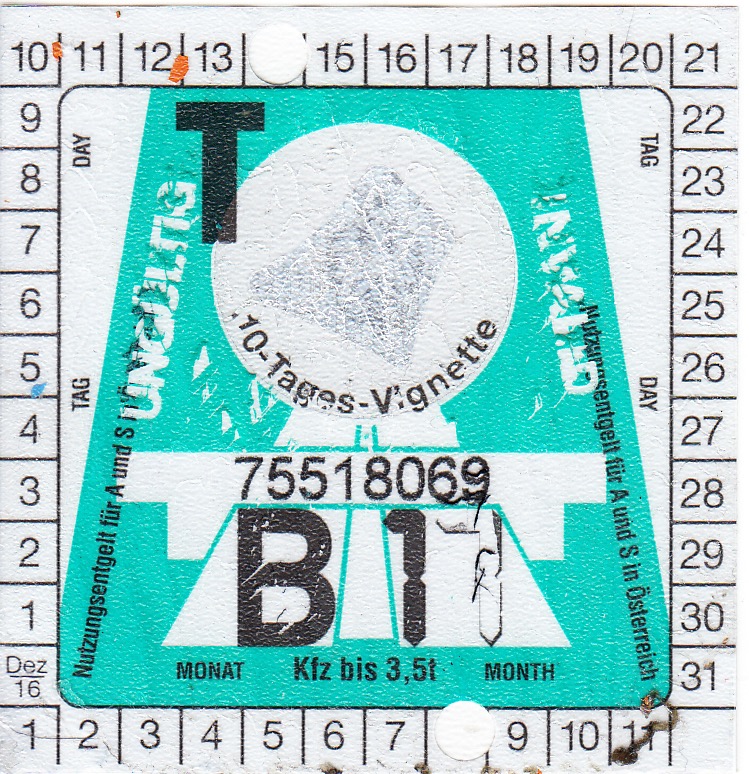 10 11 12 13 15 16 17 18 19 20 21
9 22
8 23
7 24
6 25
5 26
4 27
3 28
2 29
1 30
Dez 16 31
1 2 3 4 5 6 7 9 10 11
DAY
TAG
TAG
DAY
T
UNGÜLTIG
INVALID
10-Tages-Vignette
75518069
B 17
MONAT Kfz bis 3,5t MONTH
Nutzungsentgelt für A und S
Nutzungsentgelt für A und S in Österreich